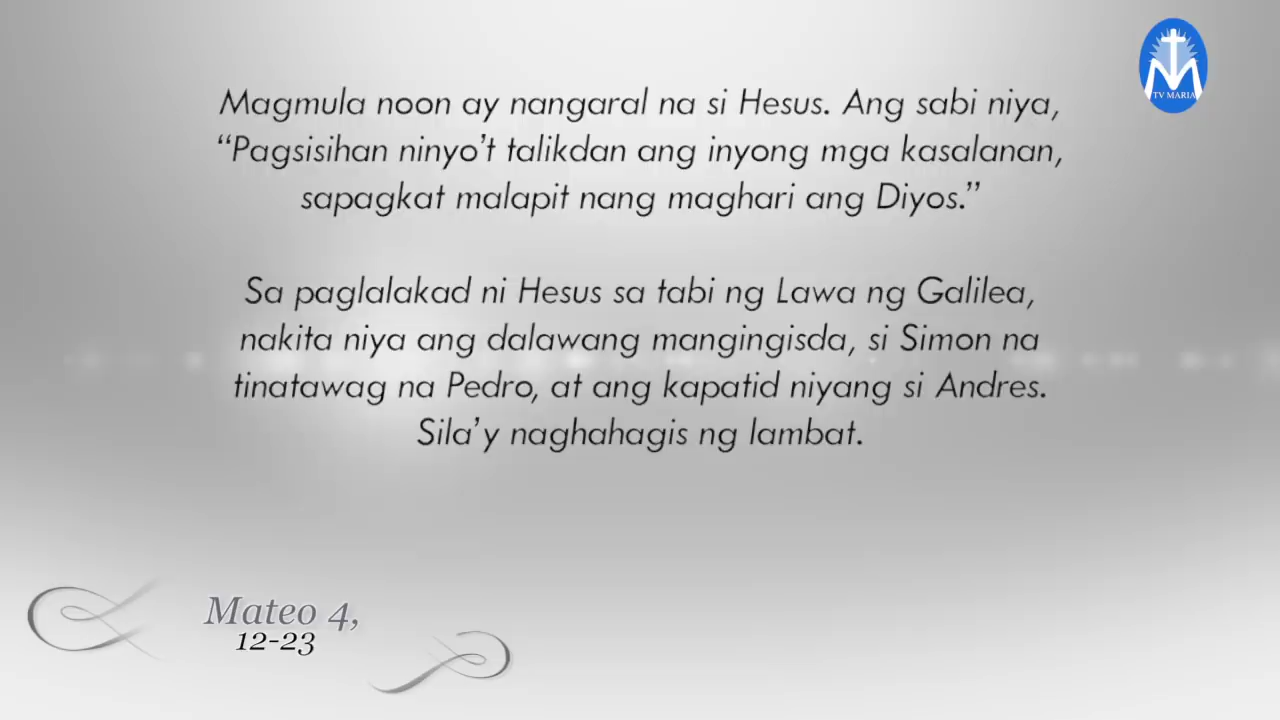 TV MARIA
Magmula noon ay nangaral na si Hesus. Ang sabi niya,
“Pagsisihan ninyo’t talikdan ang inyong mga kasalanan,
sapagkat malapit nang maghari ang Diyos.”
Sa paglalakad ni Hesus sa tabi ng Lawa ng Galilea,
nakita niya ang dalawang mangingisda, si Simon na
tinatawag na Pedro, at ang kapatid niyang si Andres.
Sila’y naghahagis ng lambat.
Mateo 4,
12-23